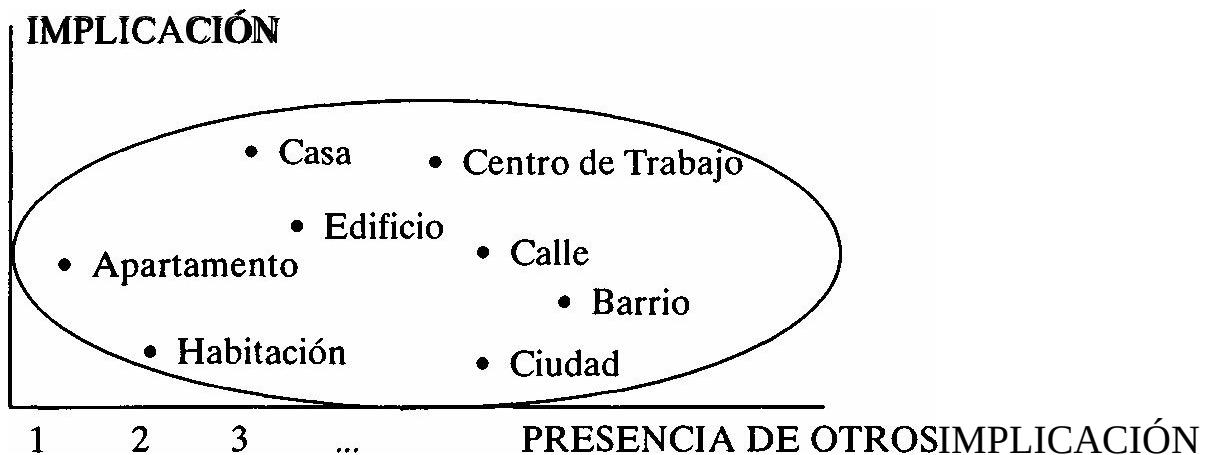 IMPLICACIÓN
• Casa
• Centro de Trabajo
• Edificio
• Calle
• Apartamento
• Barrio
• Habitación
• Ciudad
1 2 3 ... PRESENCIA DE OTROSIMPLICACIÓN